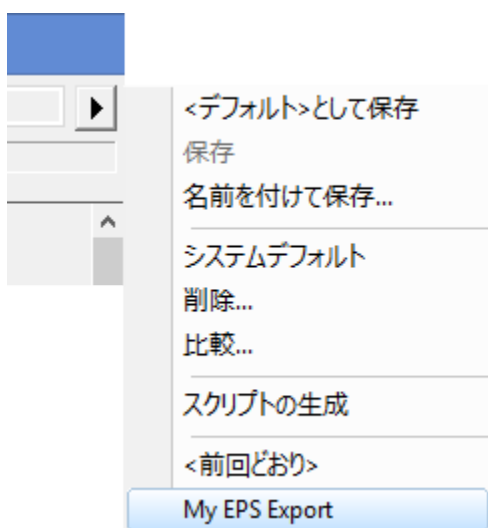 <デフォルト>として保存
保存
名前を付けて保存...
システムデフォルト
削除...
比較...
スクリプトの生成
<前回どおり>
My EPS Export